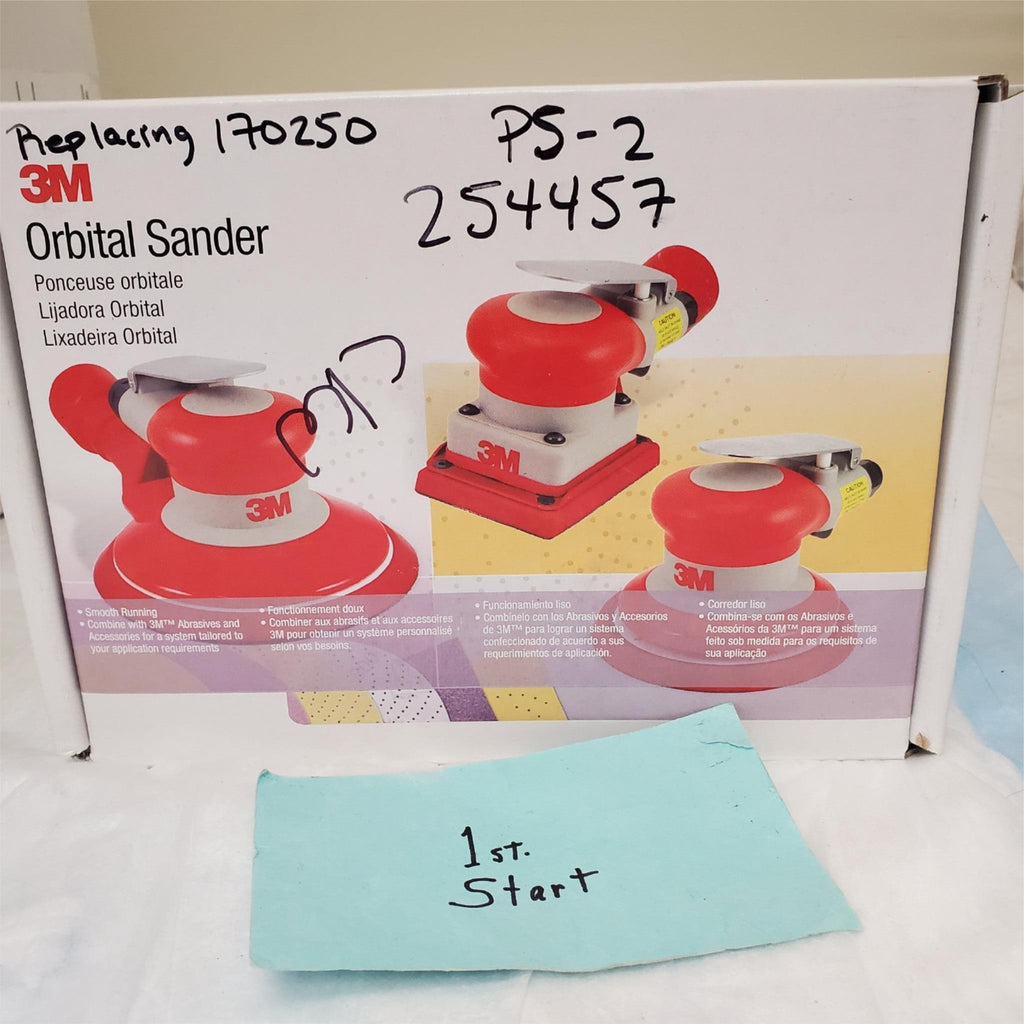 Replacing 170250
PS-2
254457
3M
Orbital Sander
Ponceuse orbitale
Lijadora Orbital
Lixadeira Orbital
CAUTION
3M
3M
CAUTION
3M
• Smooth Running
• Combine with 3M™ Abrasives and
Accessories for a system tailored to
your application requirements
• Fonctionnement doux
• Combiner aux abrasifs et aux accessoires
3M pour obtenir un système personnalisé
selon vos besoins.
• Funcionamiento liso
• Combínelo con los Abrasivos y Accesorios
de 3M™ para lograr un sistema
confeccionado de acuerdo a sus
requerimientos de aplicación.
• Corredor liso
• Combina-se com os Abrasivos e
Acessórios da 3M™ para um sistema
feito sob medida para os requisitos de
sua aplicação
1st.
Start